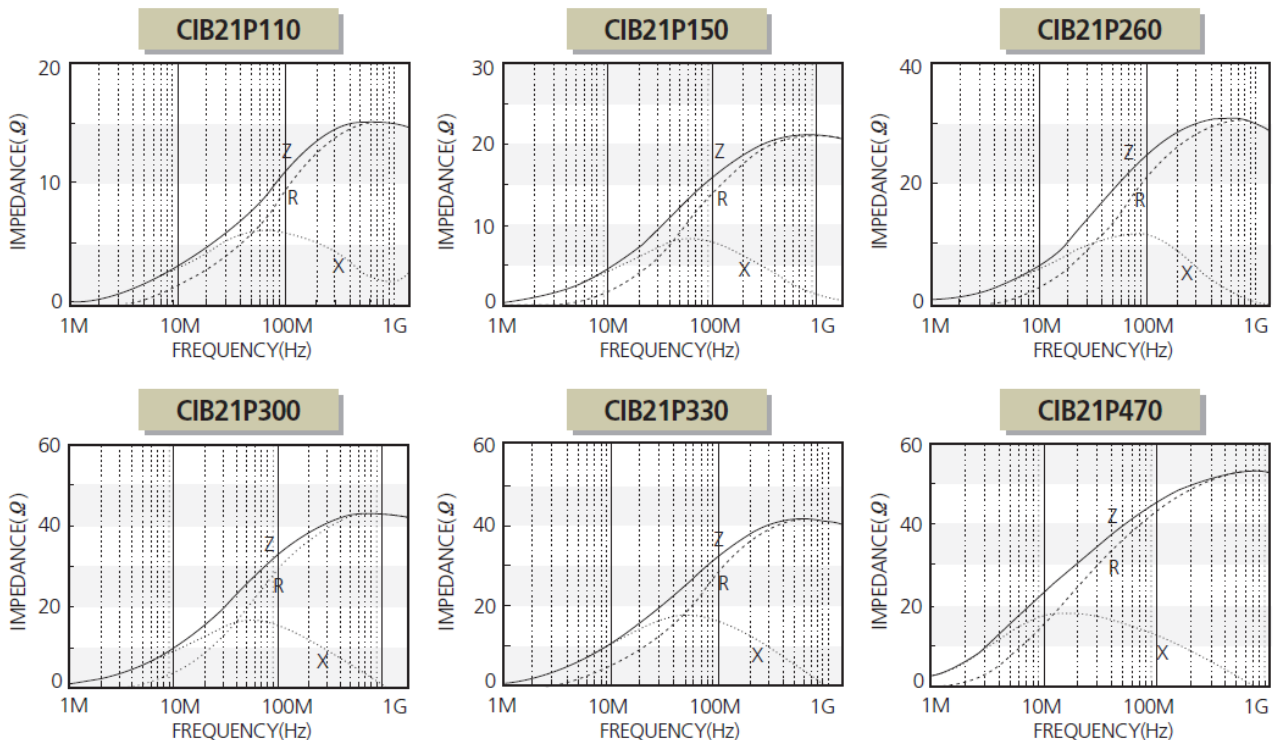 CIB21P110
IMPEDANCE(Ω)
20
10
0
Z
R
X
1M 10M 100M 1G
FREQUENCY(Hz)
CIB21P150
IMPEDANCE(Ω)
30
20
10
0
Z
R
X
1M 10M 100M 1G
FREQUENCY(Hz)
CIB21P260
IMPEDANCE(Ω)
40
20
0
Z
R
X
1M 10M 100M 1G
FREQUENCY(Hz)
CIB21P300
IMPEDANCE(Ω)
60
40
20
0
Z
R
X
1M 10M 100M 1G
FREQUENCY(Hz)
CIB21P330
IMPEDANCE(Ω)
60
40
20
0
Z
R
X
1M 10M 100M 1G
FREQUENCY(Hz)
CIB21P470
IMPEDANCE(Ω)
60
40
20
0
Z
R
X
1M 10M 100M 1G
FREQUENCY(Hz)